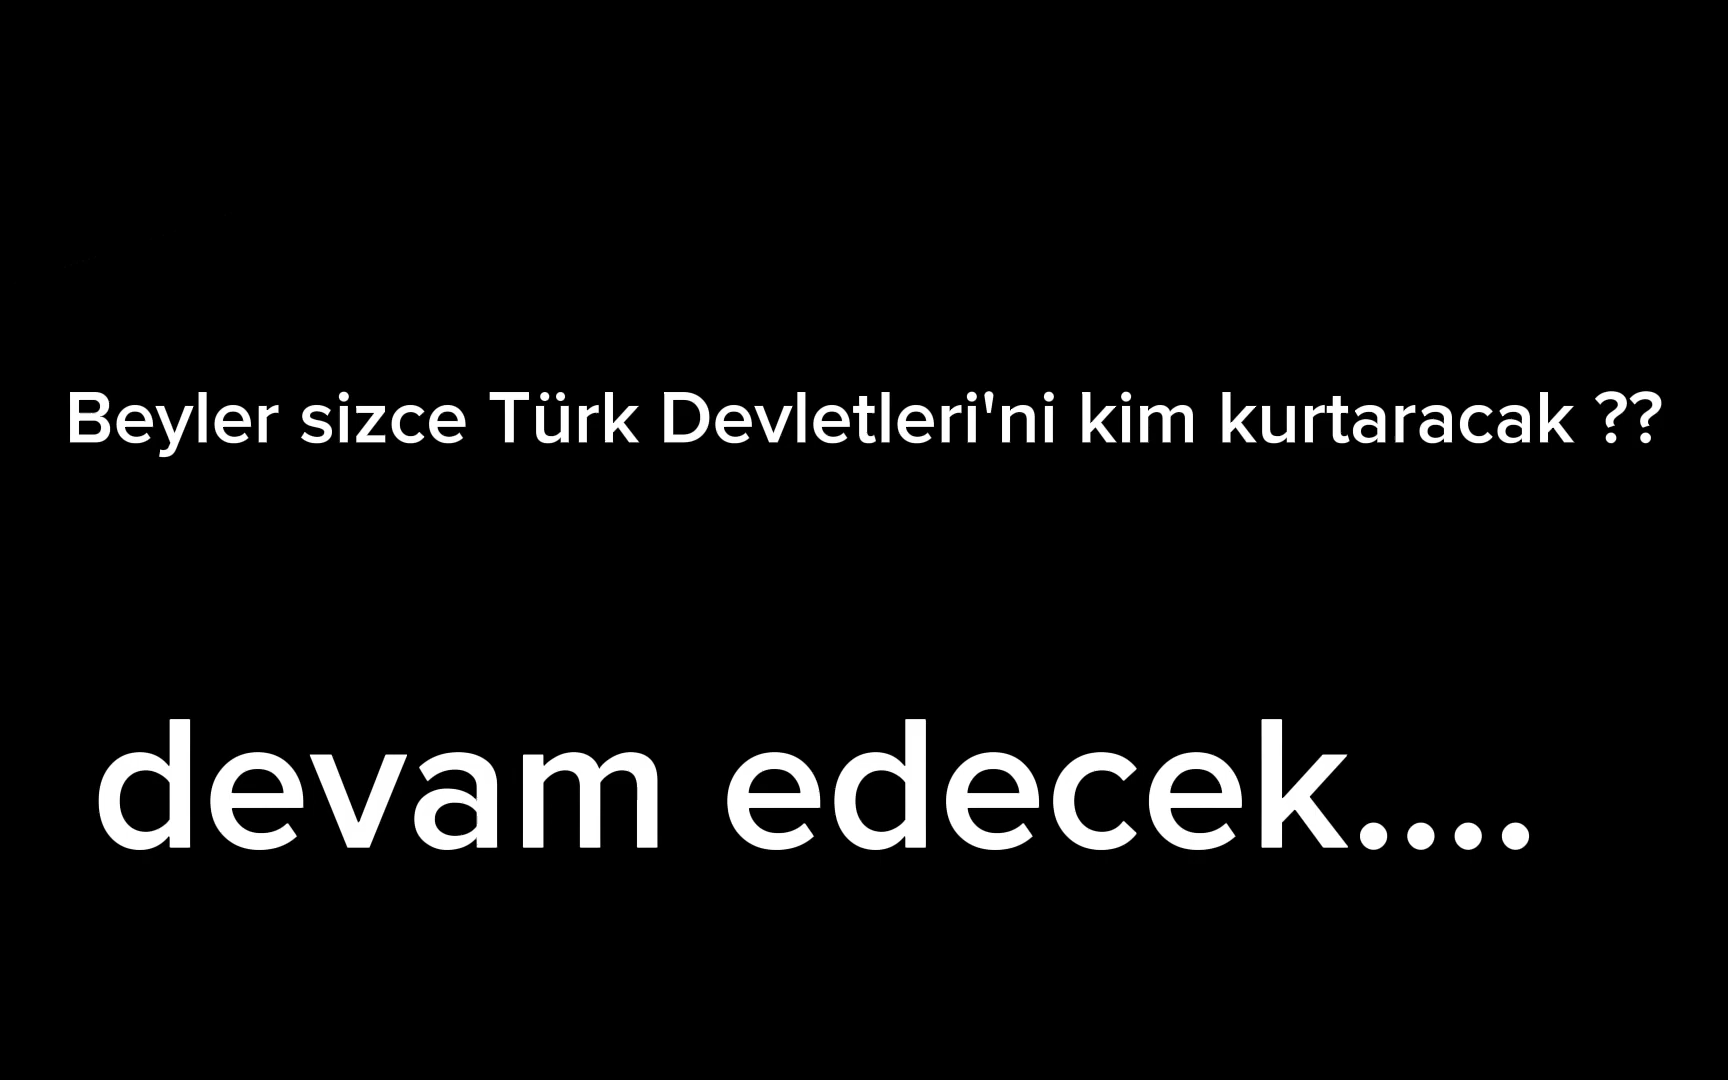 Beyler sizce Türk Devletleri'ni kim kurtaracak ??
devam edecek....